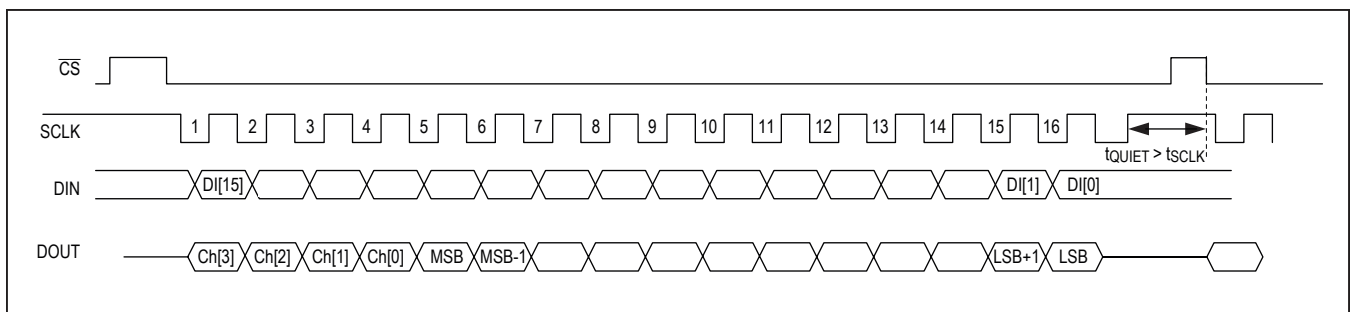 CS
SCLK 1 2 3 4 5 6 7 8 9 10 11 12 13 14 15 16
tQUIET > tSCLK
DIN DI[15] DI[1] DI[0]
DOUT Ch[3] Ch[2] Ch[1] Ch[0] MSB MSB-1 LSB+1 LSB